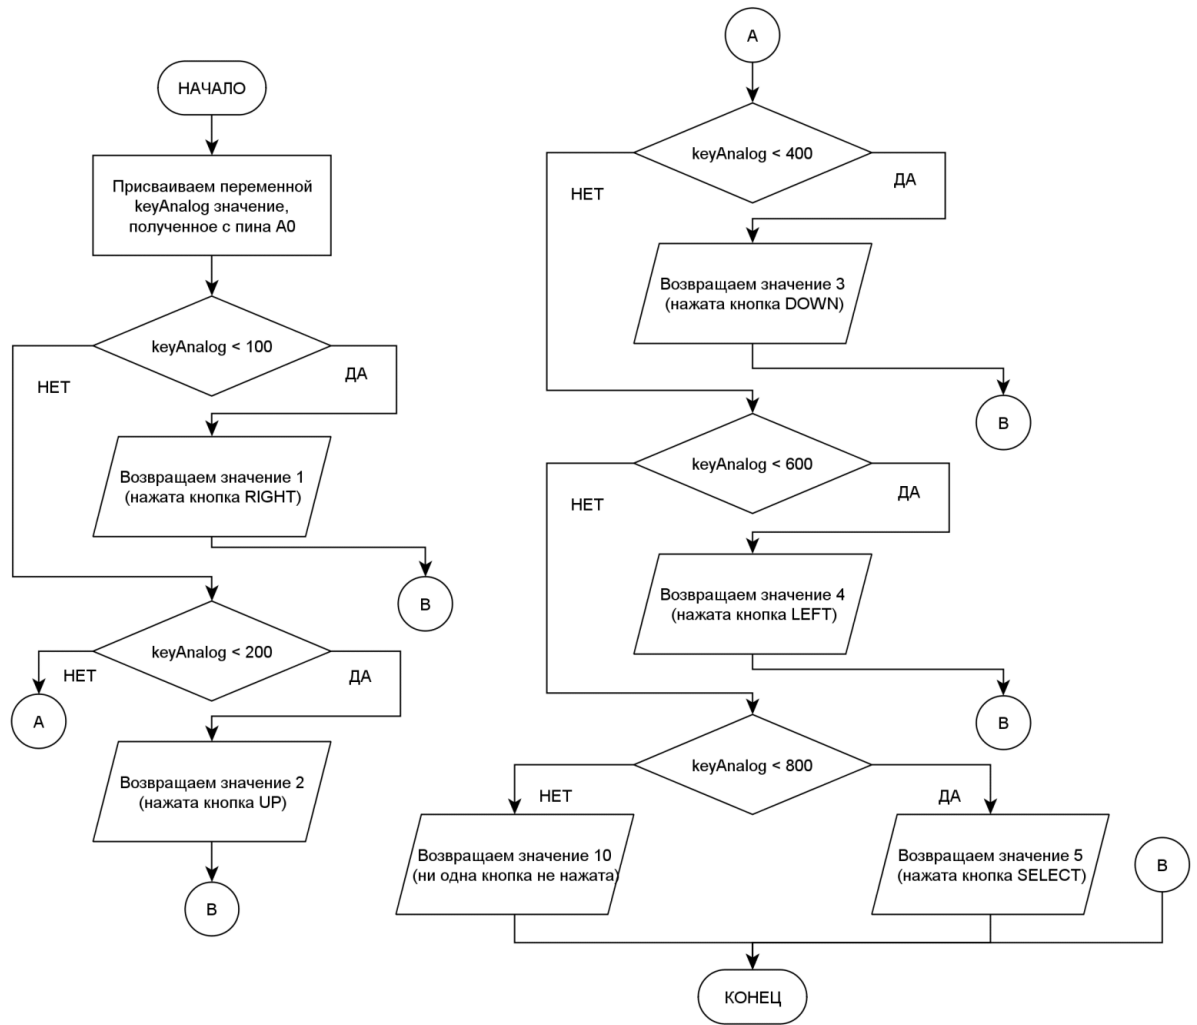 НАЧАЛО
Присваиваем переменной
keyAnalog значение,
полученное с пина A0
keyAnalog < 100
НЕТ
ДА
Возвращаем значение 1
(нажата кнопка RIGHT)
B
keyAnalog < 200
НЕТ
ДА
A
Возвращаем значение 2
(нажата кнопка UP)
B
A
keyAnalog < 400
НЕТ
ДА
Возвращаем значение 3
(нажата кнопка DOWN)
B
keyAnalog < 600
НЕТ
ДА
Возвращаем значение 4
(нажата кнопка LEFT)
B
keyAnalog < 800
НЕТ
ДА
Возвращаем значение 10
(ни одна кнопка не нажата)
Возвращаем значение 5
(нажата кнопка SELECT)
B
КОНЕЦ